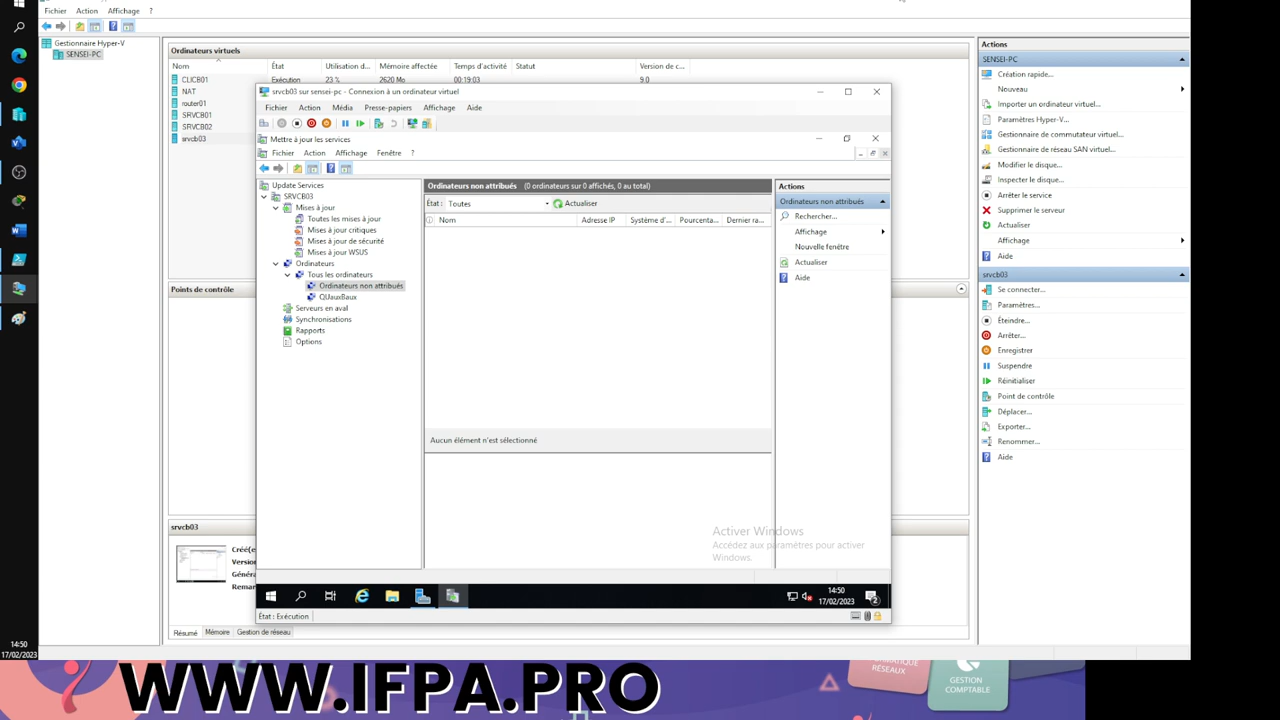 Fichier Action Affichage ?
Gestionnaire Hyper-V
SENSEI-PC
Ordinateurs virtuels
Nom État Utilisation d... Mémoire affectée Temps d'activité Statut Version de c...
CLICB01 Exécution 23 % 2620 Mo 00:19:03 9.0
NAT
router01
SRVCB01
SRVCB02
srvcb03
Points de contrôle
srvcb03
Créé(e
Version
Généra
Remar
Résumé Mémoire Gestion de réseau
srvcb03 sur sensei-pc - Connexion à un ordinateur virtuel
Fichier Action Média Presse-papiers Affichage Aide
Mettre à jour les services
Fichier Action Affichage Fenêtre ?
Update Services
SRVCB03
Mises à jour
Toutes les mises à jour
Mises à jour critiques
Mises à jour de sécurité
Mises à jour WSUS
Ordinateurs
Tous les ordinateurs
Ordinateurs non attribués
QUauxBaux
Serveurs en aval
Synchronisations
Rapports
Options
Ordinateurs non attribués (0 ordinateurs sur 0 affichés, 0 au total)
État : Toutes Actualiser
Nom Adresse IP Système d'... Pourcenta... Dernier ra...
Aucun élément n'est sélectionné
Actions
Ordinateurs non attribués
Rechercher...
Affichage
Nouvelle fenêtre
Actualiser
Aide
Activer Windows
Accédez aux paramètres pour activer
Windows.
14:50
17/02/2023
2
État : Exécution
Actions
SENSEI-PC
Création rapide...
Nouveau
Importer un ordinateur virtuel...
Paramètres Hyper-V...
Gestionnaire de commutateur virtuel...
Gestionnaire de réseau SAN virtuel...
Modifier le disque...
Inspecter le disque...
Arrêter le service
Supprimer le serveur
Actualiser
Affichage
Aide
srvcb03
Se connecter...
Paramètres...
Éteindre...
Arrêter...
Enregistrer
Suspendre
Réinitialiser
Point de contrôle
Déplacer...
Exporter...
Renommer...
Aide
14:50
17/02/2023
WWW.IFPA.PRO
RÉSEAUX
GESTION
COMPTABLE